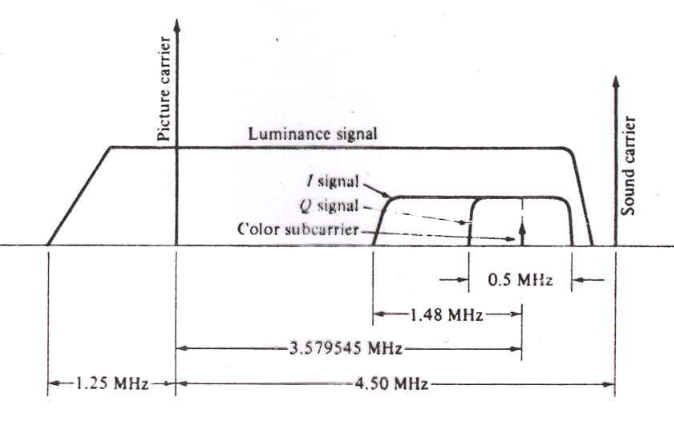 Picture carrier
Sound carrier
Luminance signal
I signal
Q signal
Color subcarrier
0.5 MHz
1.48 MHz
3.579545 MHz
1.25 MHz
4.50 MHz